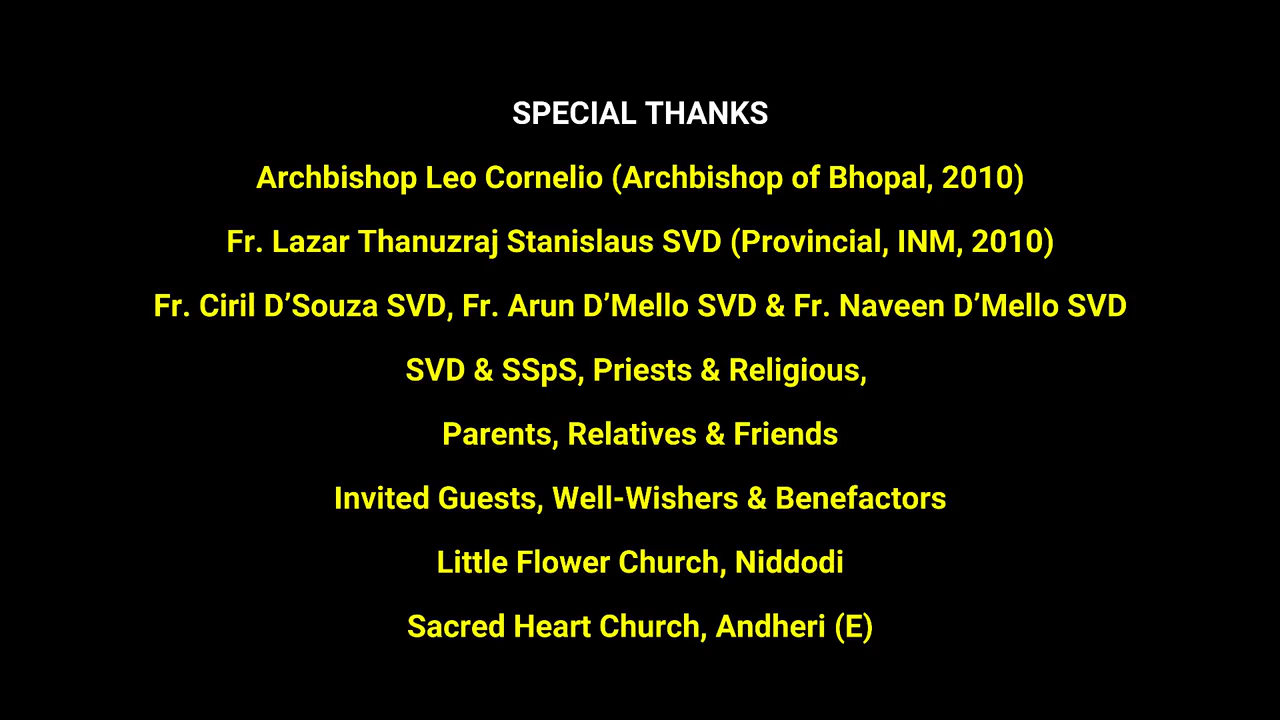 SPECIAL THANKS
Archbishop Leo Cornelio (Archbishop of Bhopal, 2010)
Fr. Lazar Thanuzraj Stanislaus SVD (Provincial, INM, 2010)
Fr. Ciril D’Souza SVD, Fr. Arun D’Mello SVD & Fr. Naveen D’Mello SVD
SVD & SSpS, Priests & Religious,
Parents, Relatives & Friends
Invited Guests, Well-Wishers & Benefactors
Little Flower Church, Niddodi
Sacred Heart Church, Andheri (E)